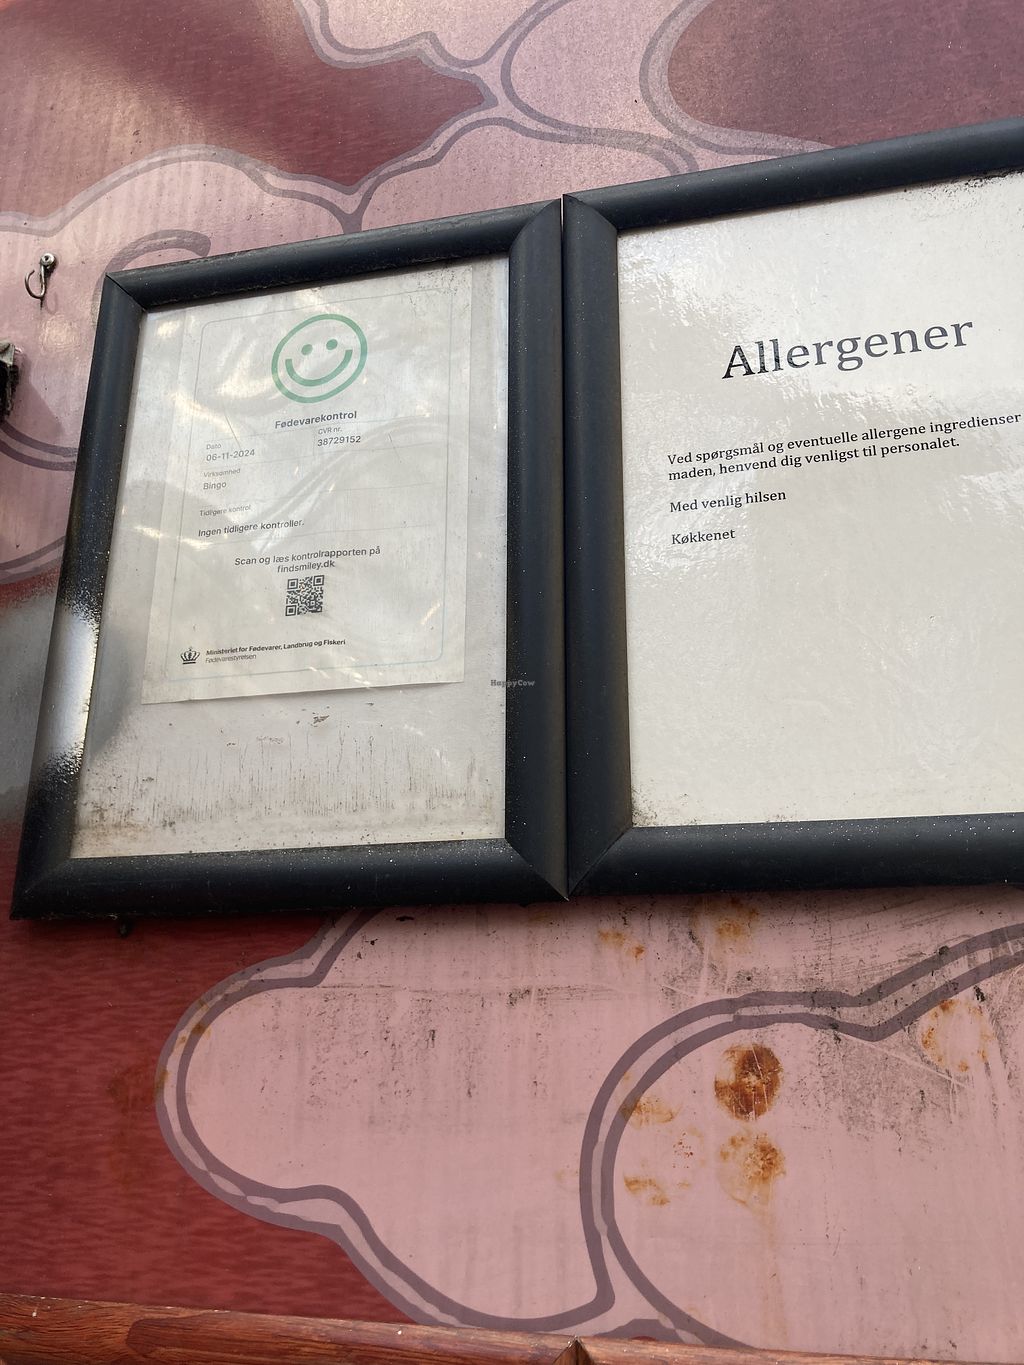 Fødevarekontrol
Dato
06-11-2024
CVR nr.
38729152
Virksomhed
Bingo
Tidligere kontrol
Ingen tidligere kontroller.
Scan og læs kontrolrapporten på
findsmiley.dk
Ministeriet for Fødevarer, Landbrug og Fiskeri
Fødevarestyrelsen
Allergener
Ved spørgsmål og eventuelle allergene ingredienser
maden, henvend dig venligst til personalet.
Med venlig hilsen
Køkkenet
HappyCow